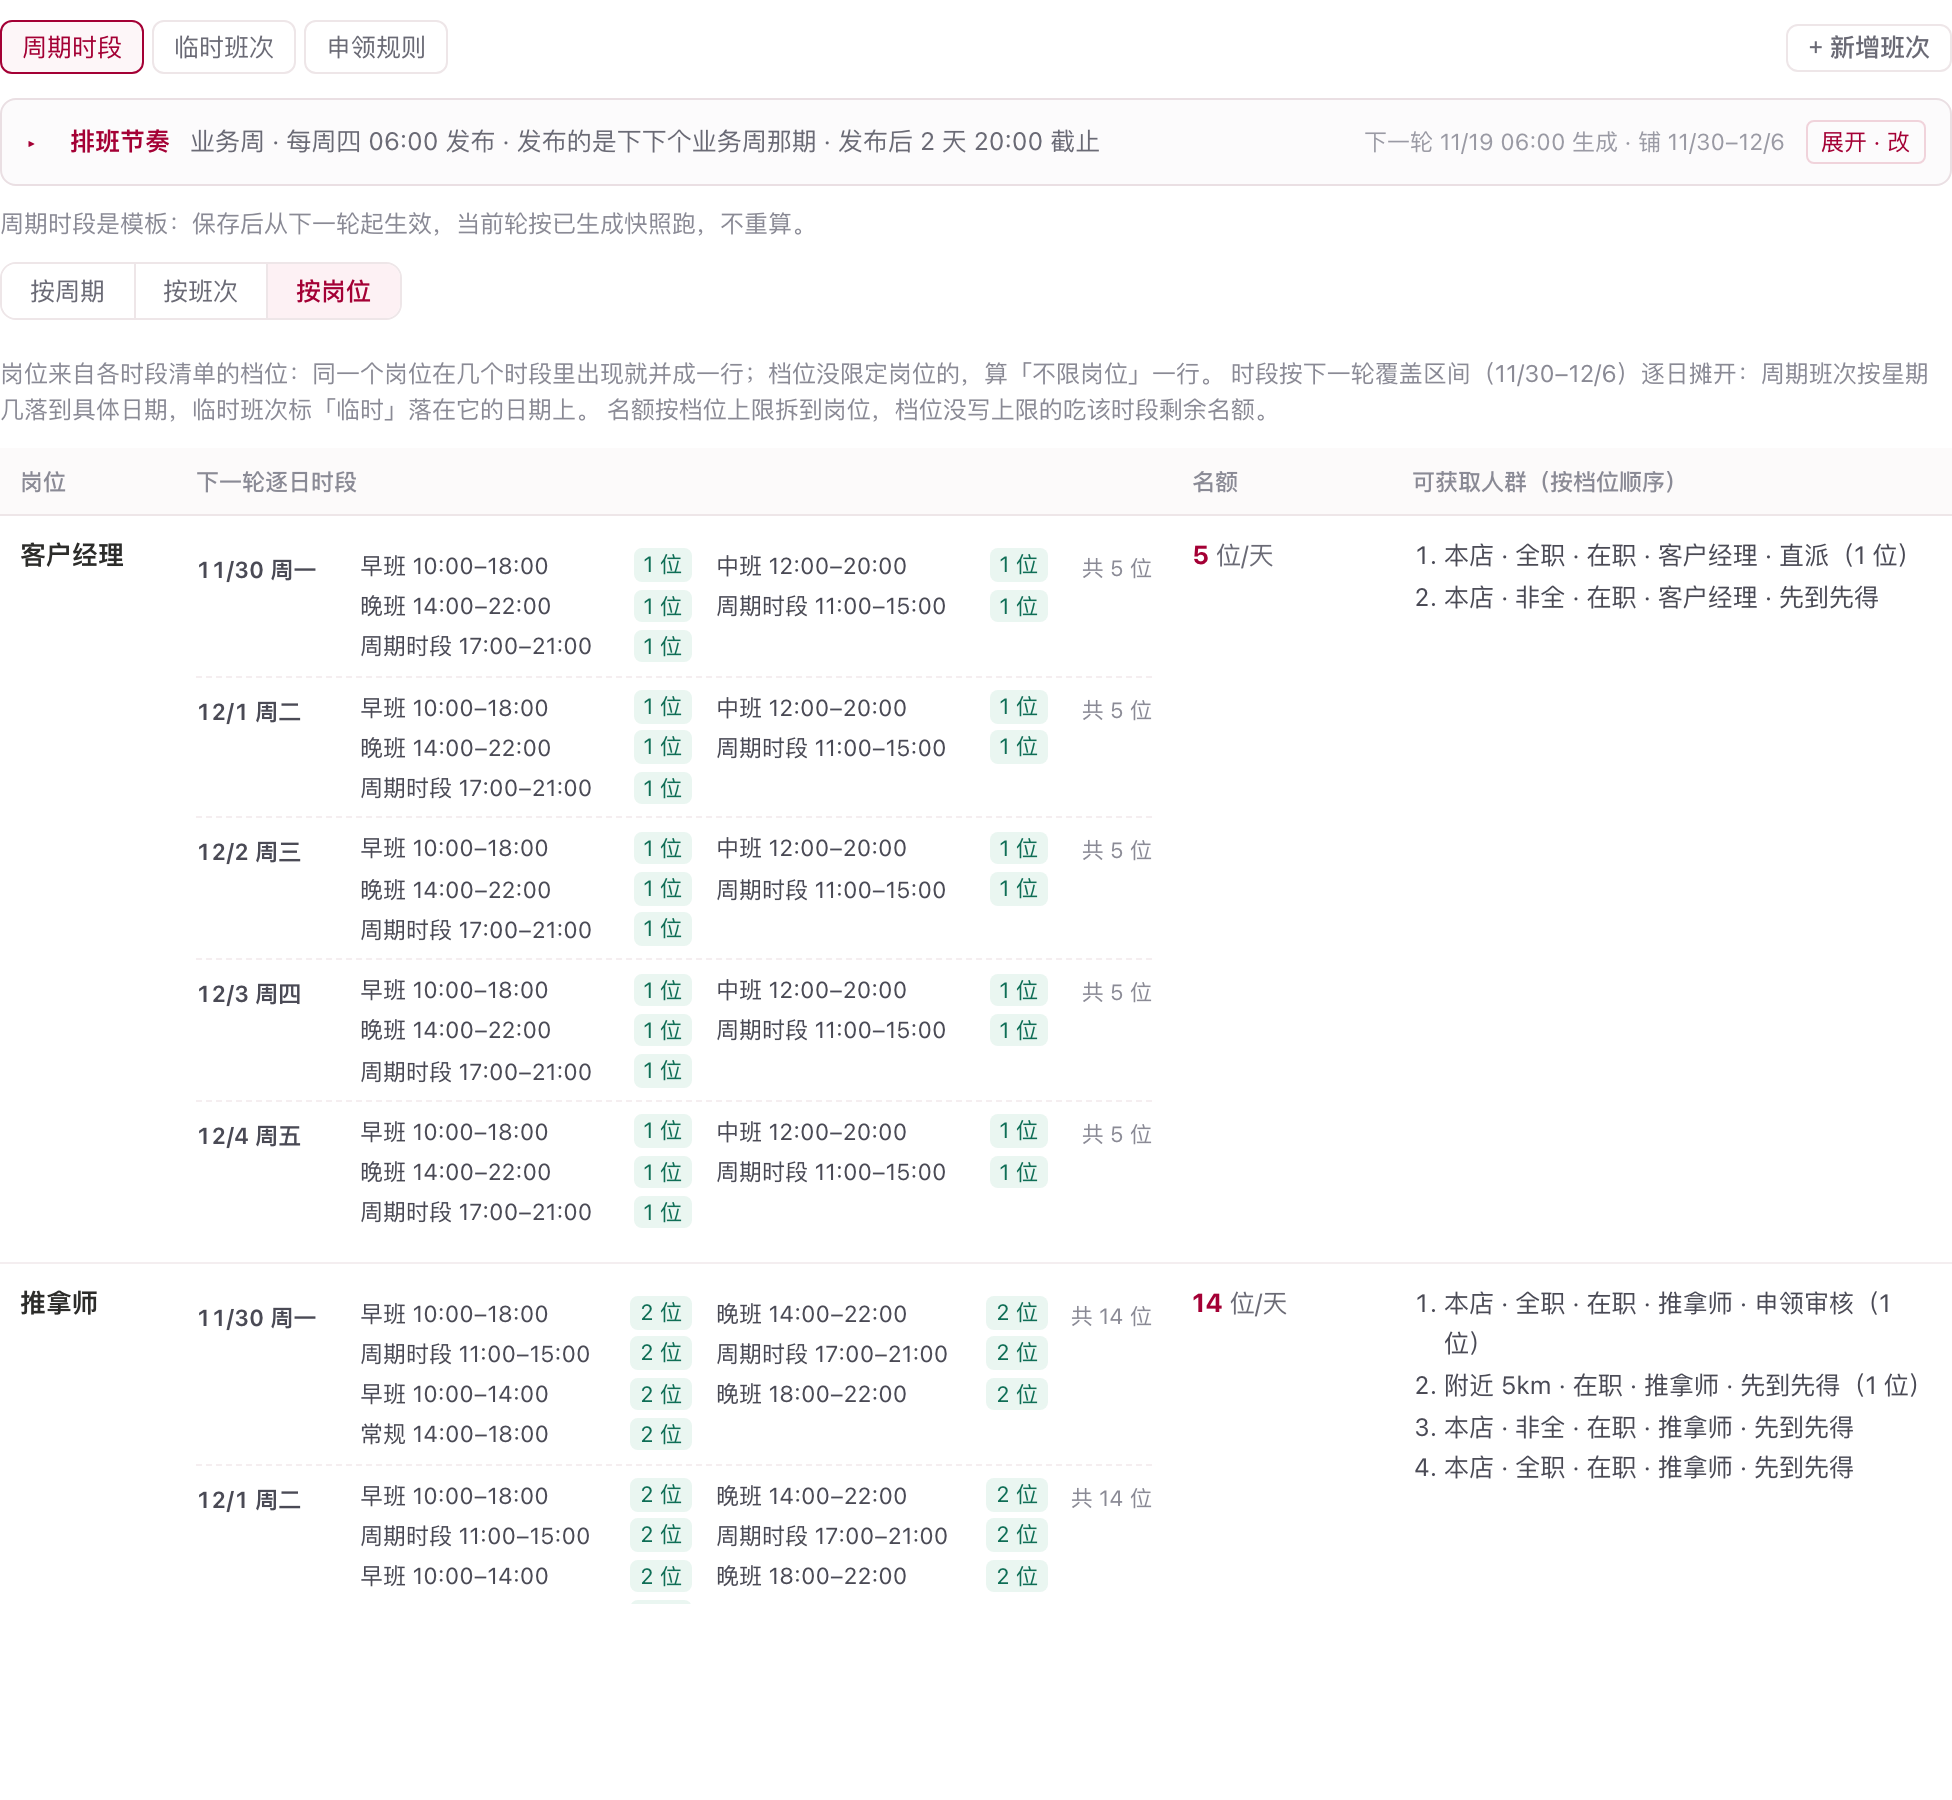 周期时段 临时班次 申领规则 + 新增班次
▸ 排班节奏 业务周 · 每周四 06:00 发布 · 发布的是下下个业务周那期 · 发布后 2 天 20:00 截止 下一轮 11/19 06:00 生成 · 铺 11/30–12/6 展开 · 改
周期时段是模板：保存后从下一轮起生效，当前轮按已生成快照跑，不重算。
按周期 按班次 按岗位
岗位来自各时段清单的档位：同一个岗位在几个时段里出现就并成一行；档位没限定岗位的，算「不限岗位」一行。 时段按下一轮覆盖区间（11/30–12/6）逐日摊开：周期班次按星期
几落到具体日期，临时班次标「临时」落在它的日期上。 名额按档位上限拆到岗位，档位没写上限的吃该时段剩余名额。
岗位 下一轮逐日时段 名额 可获取人群（按档位顺序）
客户经理 11/30 周一 早班 10:00–18:00 1 位 中班 12:00–20:00 1 位 共 5 位 5 位/天 1. 本店 · 全职 · 在职 · 客户经理 · 直派（1 位）
晚班 14:00–22:00 1 位 周期时段 11:00–15:00 1 位 2. 本店 · 非全 · 在职 · 客户经理 · 先到先得
周期时段 17:00–21:00 1 位
12/1 周二 早班 10:00–18:00 1 位 中班 12:00–20:00 1 位 共 5 位
晚班 14:00–22:00 1 位 周期时段 11:00–15:00 1 位
周期时段 17:00–21:00 1 位
12/2 周三 早班 10:00–18:00 1 位 中班 12:00–20:00 1 位 共 5 位
晚班 14:00–22:00 1 位 周期时段 11:00–15:00 1 位
周期时段 17:00–21:00 1 位
12/3 周四 早班 10:00–18:00 1 位 中班 12:00–20:00 1 位 共 5 位
晚班 14:00–22:00 1 位 周期时段 11:00–15:00 1 位
周期时段 17:00–21:00 1 位
12/4 周五 早班 10:00–18:00 1 位 中班 12:00–20:00 1 位 共 5 位
晚班 14:00–22:00 1 位 周期时段 11:00–15:00 1 位
周期时段 17:00–21:00 1 位
推拿师 11/30 周一 早班 10:00–18:00 2 位 晚班 14:00–22:00 2 位 共 14 位 14 位/天 1. 本店 · 全职 · 在职 · 推拿师 · 申领审核（1
位）
周期时段 11:00–15:00 2 位 周期时段 17:00–21:00 2 位
早班 10:00–14:00 2 位 晚班 18:00–22:00 2 位 2. 附近 5km · 在职 · 推拿师 · 先到先得（1 位）
常规 14:00–18:00 2 位 3. 本店 · 非全 · 在职 · 推拿师 · 先到先得
4. 本店 · 全职 · 在职 · 推拿师 · 先到先得
12/1 周二 早班 10:00–18:00 2 位 晚班 14:00–22:00 2 位 共 14 位
周期时段 11:00–15:00 2 位 周期时段 17:00–21:00 2 位
早班 10:00–14:00 2 位 晚班 18:00–22:00 2 位